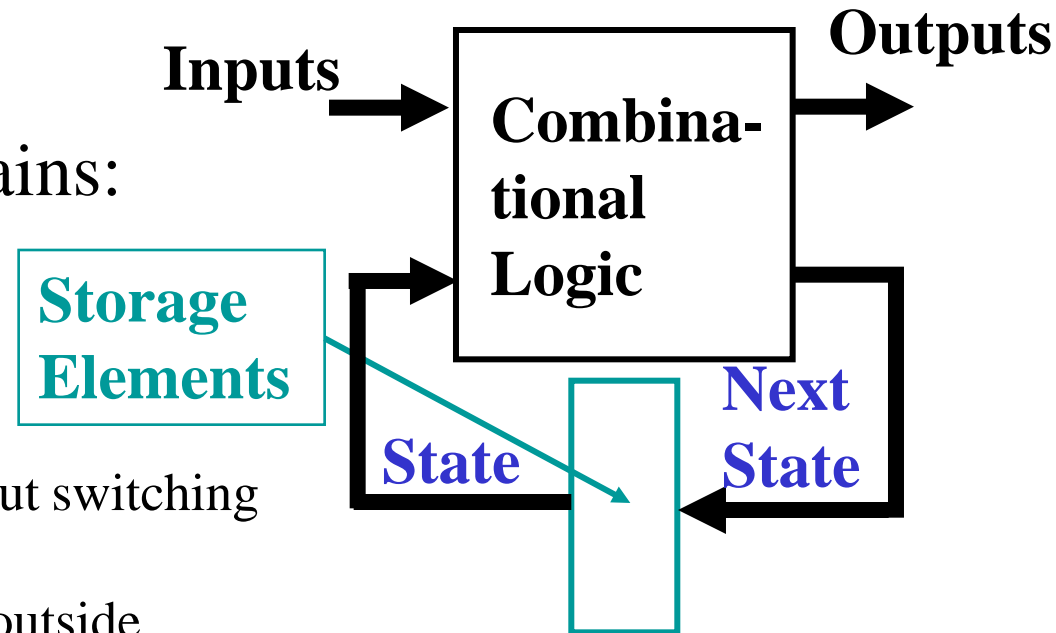 Outputs
Inputs
Combina-
tional
Logic
ains:
Storage
Elements
Next
State
State
ut switching
outside